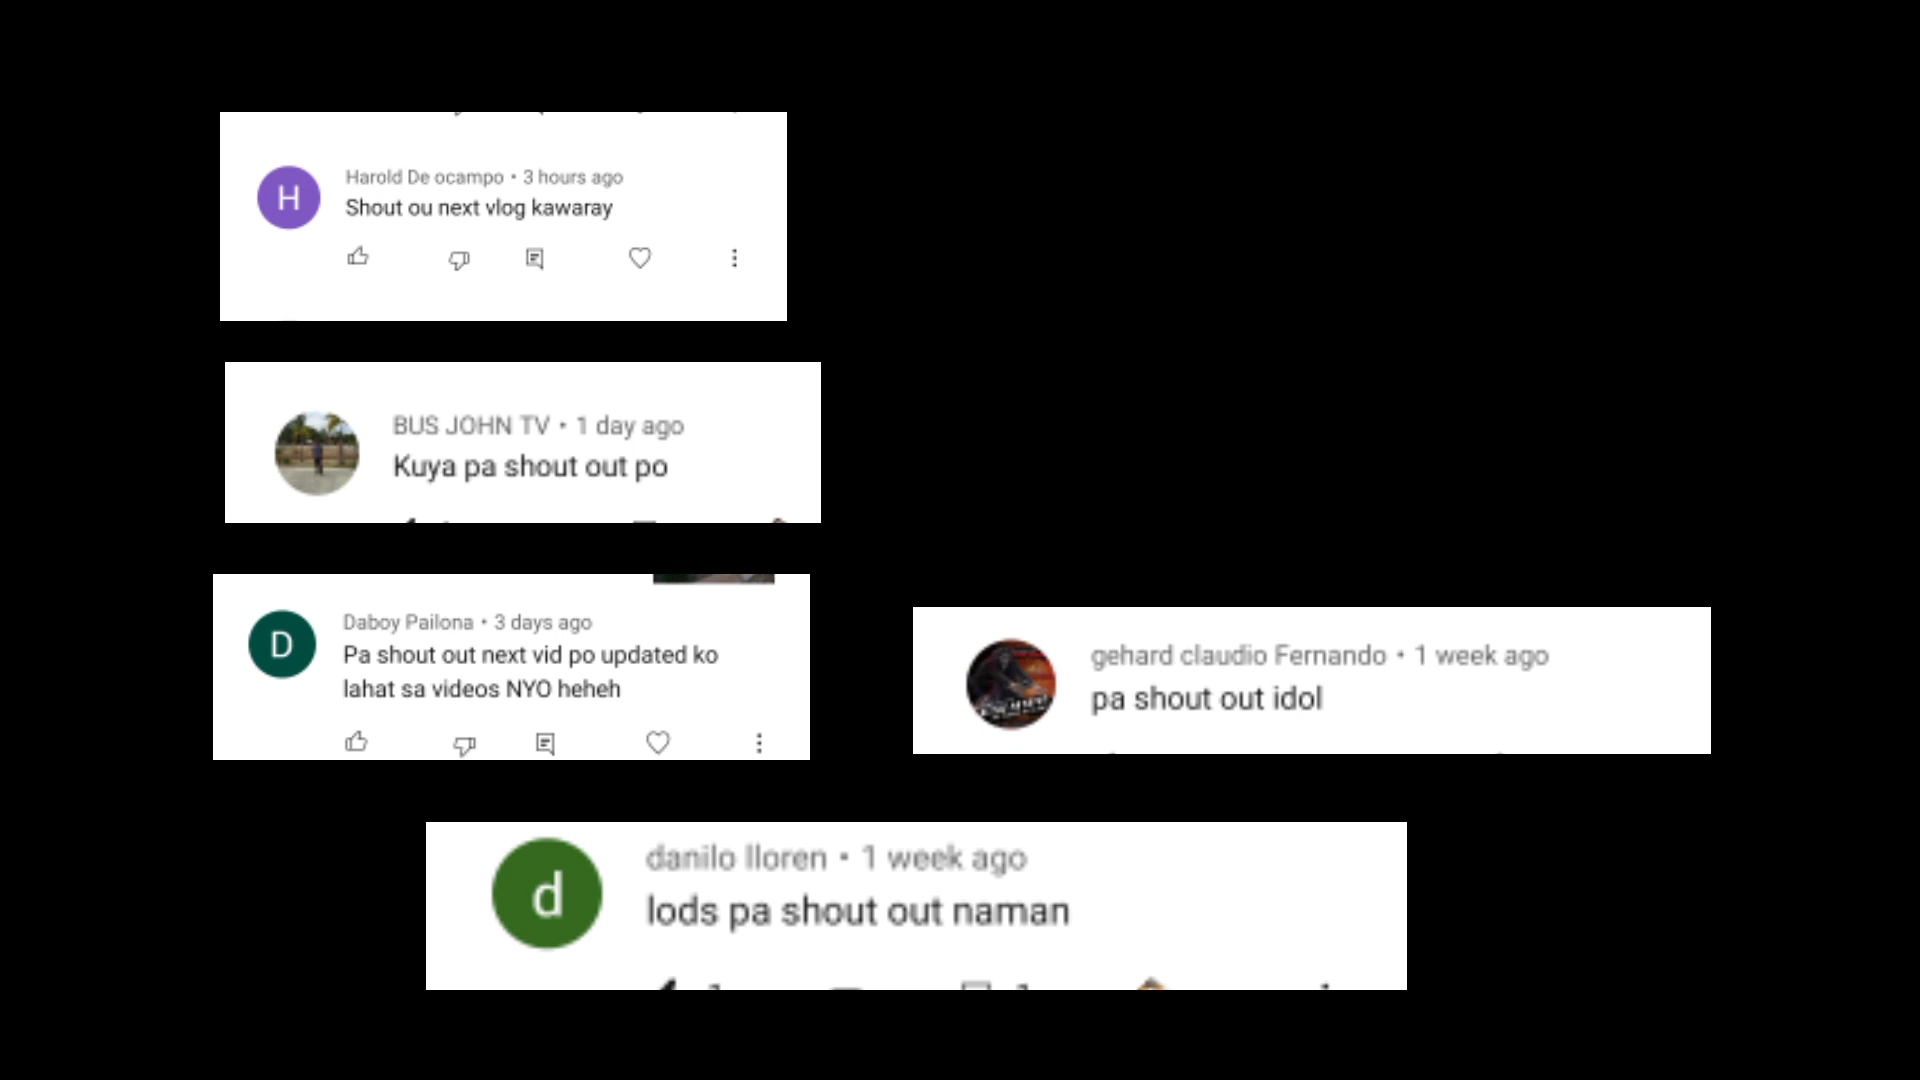 H
Harold De ocampo • 3 hours ago
Shout ou next vlog kawaray
BUS JOHN TV • 1 day ago
Kuya pa shout out po
D
Daboy Pailona • 3 days ago
Pa shout out next vid po updated ko
lahat sa videos NYO heheh
gehard claudio Fernando • 1 week ago
pa shout out idol
d
danilo lloren • 1 week ago
lods pa shout out naman